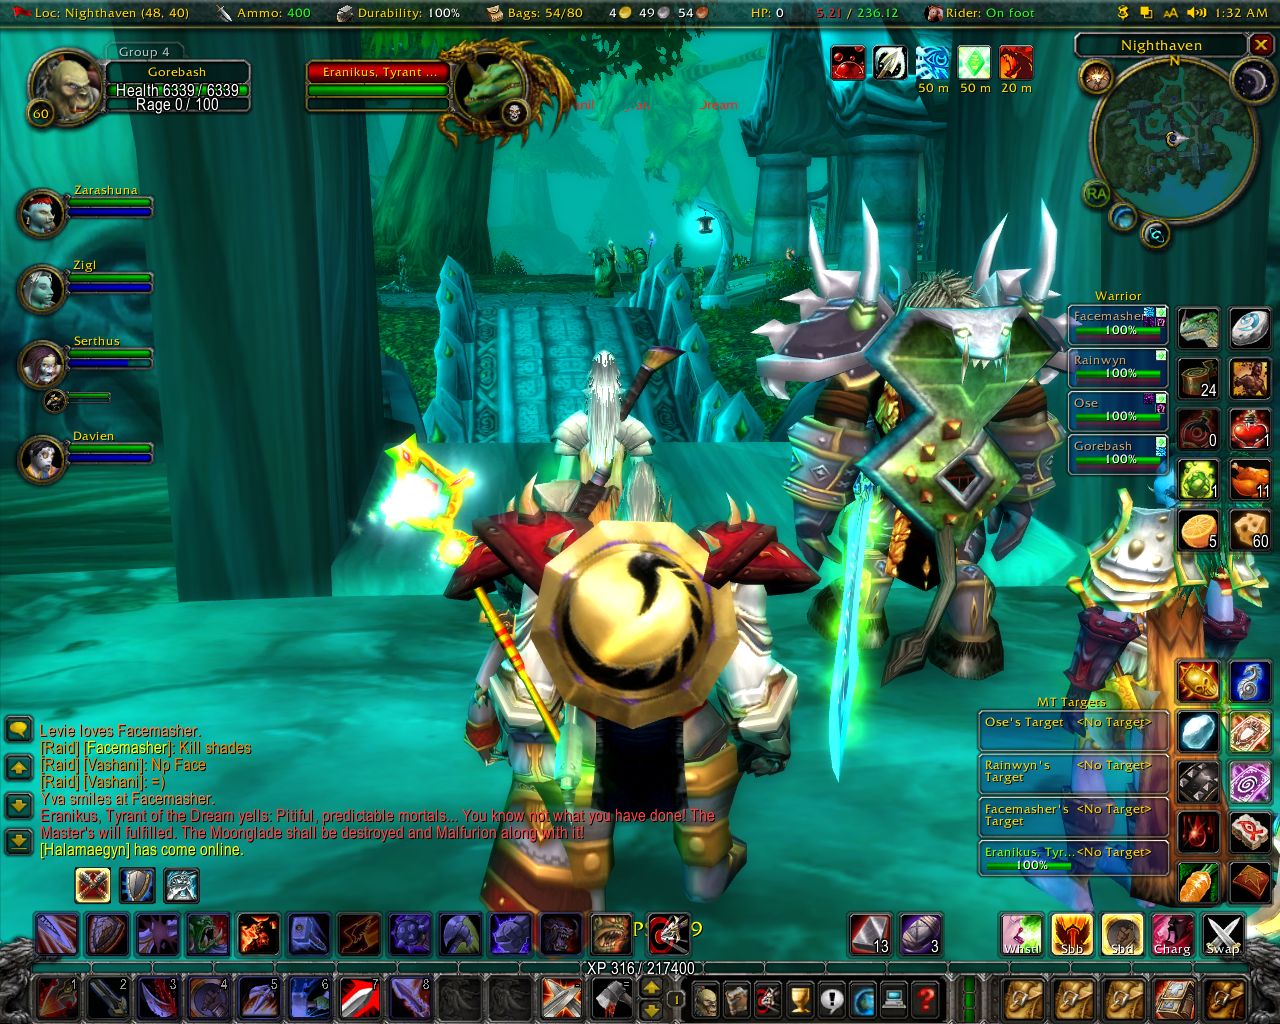 Loc: Nighthaven (48, 40) Ammo: 400 Durability: 100% Bags: 54/80 4 49 54 HP: 0 5.21 / 236.12 Rider: On foot AA 1:32 AM
Group 4
Gorebash
Health 6339 / 6339
Rage 0 / 100
60
Eranikus, Tyrant ...
Dream
50 m 50 m 20 m
Nighthaven
N
RA
Zarashuna
Zigl
Serthus
Davien
Warrior
Facemasher
100%
Rainwyn
100%
Ose
100%
Gorebash
100%
24
0 1
1 11
5 60
MT Targets
Ose's Target <No Target>
Rainwyn's Target <No Target>
Facemasher's Target <No Target>
Eranikus, Tyr... <No Target>
100%
Levie loves Facemasher.
[Raid] [Facemasher]: Kill shades
[Raid] [Vashani]: Np Face
[Raid] [Vashani]: =)
Yva smiles at Facemasher.
Eranikus, Tyrant of the Dream yells: Pitiful, predictable mortals... You know not what you have done! The
Master's will fulfilled. The Moonglade shall be destroyed and Malfurion along with it!
[Halamaegyn] has come online.
13 3
Whstl Sbb Sbd Charg Swap
XP 316 / 217400
1 2 3 4 5 6 7 8 - = 1